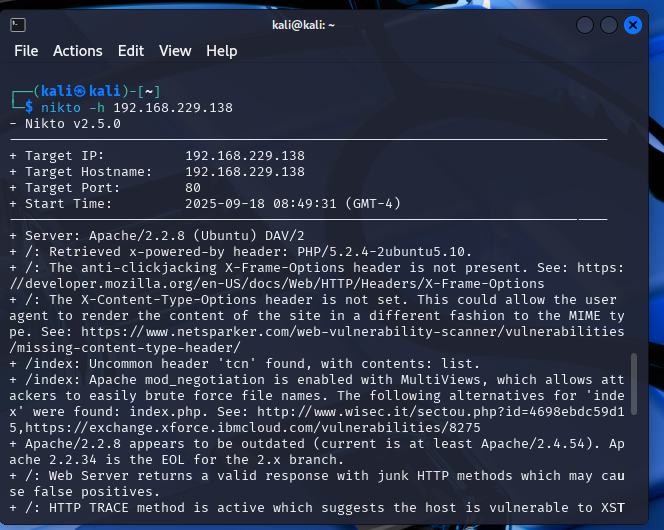 kali@kali: ~
File Actions Edit View Help
┌──(kali㉿kali)-[~]
└─$ nikto -h 192.168.229.138
- Nikto v2.5.0
---------------------------------------------------------------------------
+ Target IP:          192.168.229.138
+ Target Hostname:    192.168.229.138
+ Target Port:        80
+ Start Time:         2025-09-18 08:49:31 (GMT-4)
---------------------------------------------------------------------------
+ Server: Apache/2.2.8 (Ubuntu) DAV/2
+ /: Retrieved x-powered-by header: PHP/5.2.4-2ubuntu5.10.
+ /: The anti-clickjacking X-Frame-Options header is not present. See: https:
//developer.mozilla.org/en-US/docs/Web/HTTP/Headers/X-Frame-Options
+ /: The X-Content-Type-Options header is not set. This could allow the user
agent to render the content of the site in a different fashion to the MIME ty
pe. See: https://www.netsparker.com/web-vulnerability-scanner/vulnerabilities
/missing-content-type-header/
+ /index: Uncommon header 'tcn' found, with contents: list.
+ /index: Apache mod_negotiation is enabled with MultiViews, which allows att
ackers to easily brute force file names. The following alternatives for 'inde
x' were found: index.php. See: http://www.wisec.it/sectou.php?id=4698ebdc59d1
5,https://exchange.xforce.ibmcloud.com/vulnerabilities/8275
+ Apache/2.2.8 appears to be outdated (current is at least Apache/2.4.54). Ap
ache 2.2.34 is the EOL for the 2.x branch.
+ /: Web Server returns a valid response with junk HTTP methods which may cau
se false positives.
+ /: HTTP TRACE method is active which suggests the host is vulnerable to XST